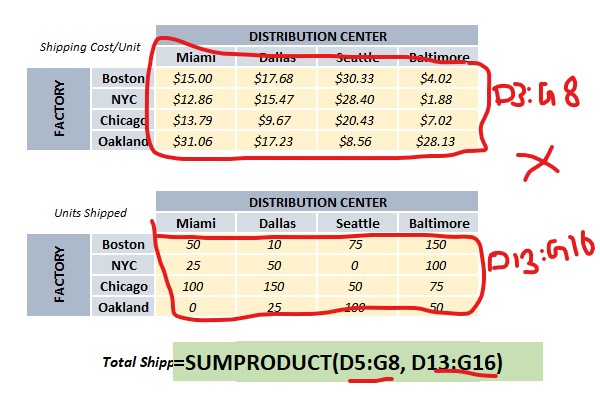 DISTRIBUTION CENTER
Shipping Cost/Unit
Miami Dallas Seattle Baltimore
Boston $15.00 $17.68 $30.33 $4.02
NYC $12.86 $15.47 $28.40 $1.88
Chicago $13.79 $9.67 $20.43 $7.02
Oakland $31.06 $17.23 $8.56 $28.13
FACTORY
D3:G8
X
DISTRIBUTION CENTER
Units Shipped
Miami Dallas Seattle Baltimore
Boston 50 10 75 150
NYC 25 50 0 100
Chicago 100 150 50 75
Oakland 0 25 200 50
FACTORY
D13:G16
Total Shipp=SUMPRODUCT(D5:G8, D13:G16)